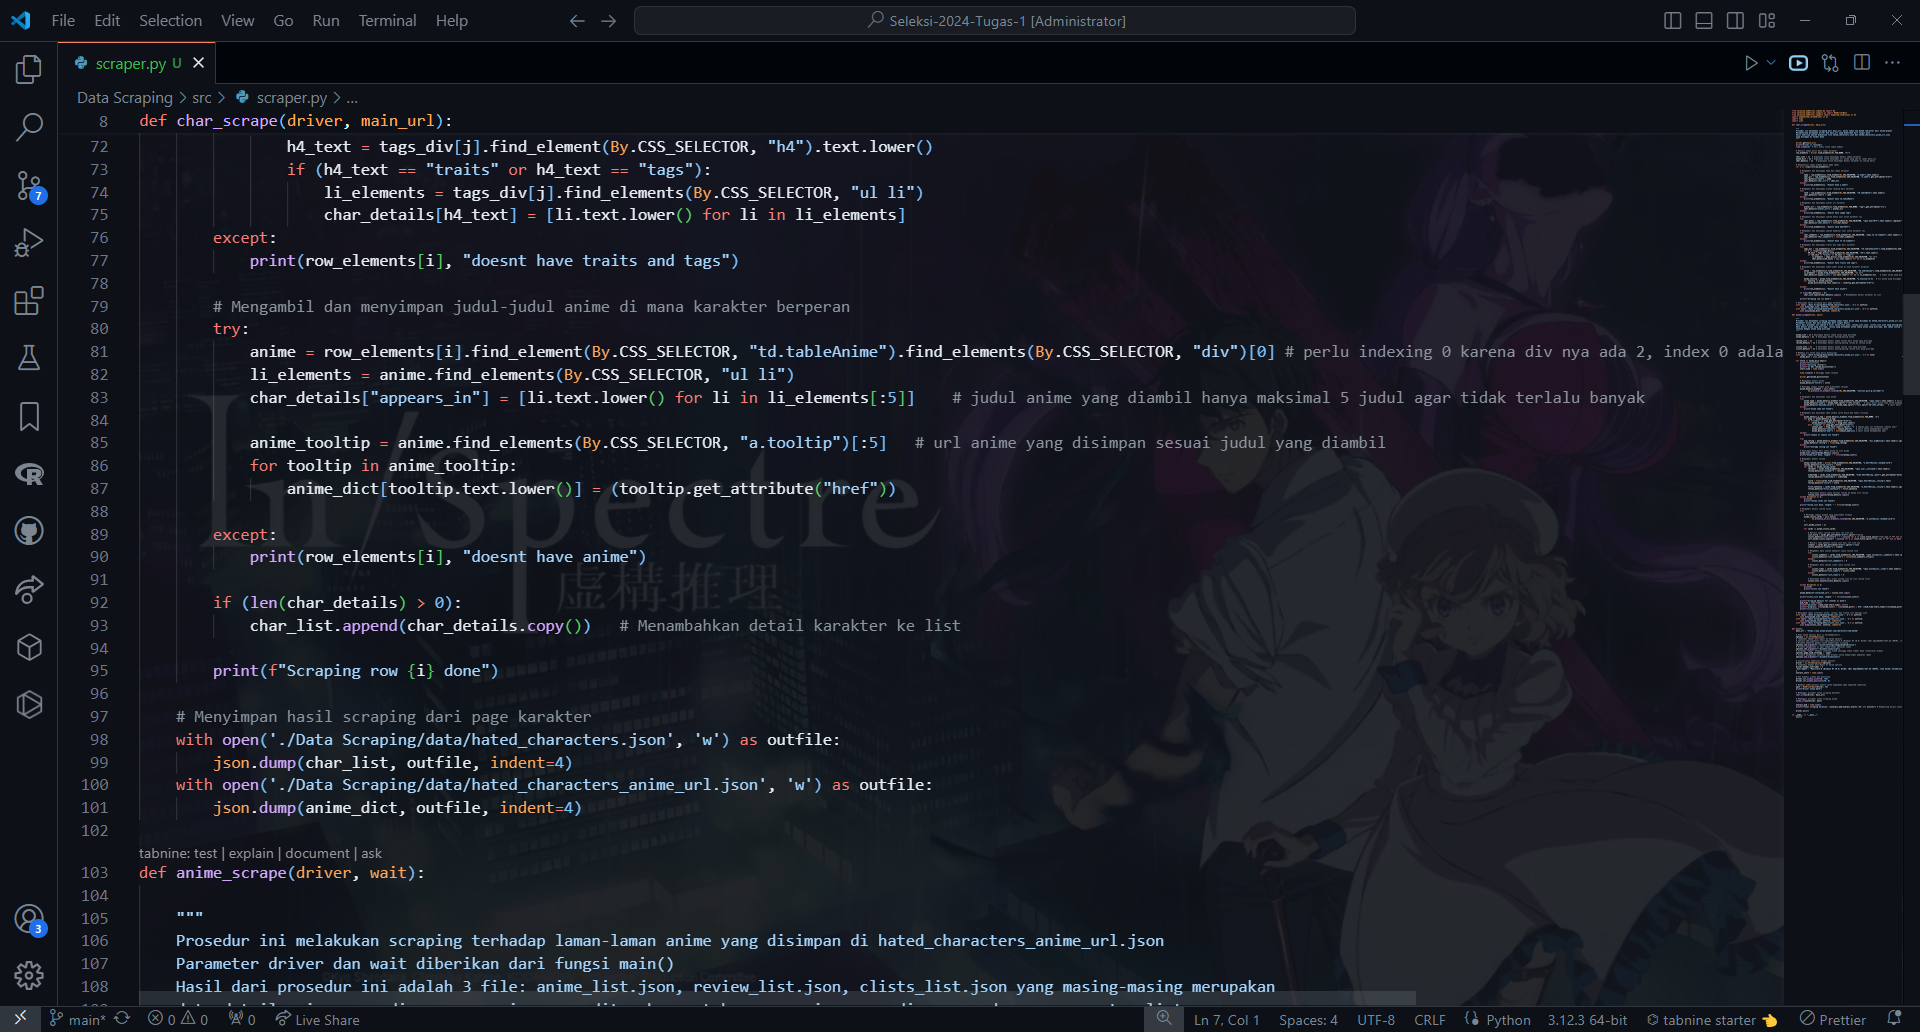 File Edit Selection View Go Run Terminal Help
Seleksi-2024-Tugas-1 [Administrator]
scraper.py U
Data Scraping > src > scraper.py > ...
8 def char_scrape(driver, main_url):
72 h4_text = tags_div[j].find_element(By.CSS_SELECTOR, "h4").text.lower()
73 if (h4_text == "traits" or h4_text == "tags"):
74 li_elements = tags_div[j].find_elements(By.CSS_SELECTOR, "ul li")
75 char_details[h4_text] = [li.text.lower() for li in li_elements]
76 except:
77 print(row_elements[i], "doesnt have traits and tags")
78
79 # Mengambil dan menyimpan judul-judul anime di mana karakter berperan
80 try:
81 anime = row_elements[i].find_element(By.CSS_SELECTOR, "td.tableAnime").find_elements(By.CSS_SELECTOR, "div")[0] # perlu indexing 0 karena div nya ada 2, index 0 adala
82 li_elements = anime.find_elements(By.CSS_SELECTOR, "ul li")
83 char_details["appears_in"] = [li.text.lower() for li in li_elements[:5]] # judul anime yang diambil hanya maksimal 5 judul agar tidak terlalu banyak
84
85 anime_tooltip = anime.find_elements(By.CSS_SELECTOR, "a.tooltip")[:5] # url anime yang disimpan sesuai judul yang diambil
86 for tooltip in anime_tooltip:
87 anime_dict[tooltip.text.lower()] = (tooltip.get_attribute("href"))
88
In/Spectre
89 except:
90 print(row_elements[i], "doesnt have anime")
91
虚構推理
92 if (len(char_details) > 0):
93 char_list.append(char_details.copy()) # Menambahkan detail karakter ke list
94
95 print(f"Scraping row {i} done")
96
97 # Menyimpan hasil scraping dari page karakter
98 with open('./Data Scraping/data/hated_characters.json', 'w') as outfile:
99 json.dump(char_list, outfile, indent=4)
100 with open('./Data Scraping/data/hated_characters_anime_url.json', 'w') as outfile:
101 json.dump(anime_dict, outfile, indent=4)
102
tabnine: test | explain | document | ask
103 def anime_scrape(driver, wait):
104
105 """
106 Prosedur ini melakukan scraping terhadap laman-laman anime yang disimpan di hated_characters_anime_url.json
107 Parameter driver dan wait diberikan dari fungsi main()
108 Hasil dari prosedur ini adalah 3 file: anime_list.json, review_list.json, clists_list.json yang masing-masing merupakan
7
3
main* 0 0 0 Live Share Ln 7, Col 1 Spaces: 4 UTF-8 CRLF Python 3.12.3 64-bit tabnine starter Prettier